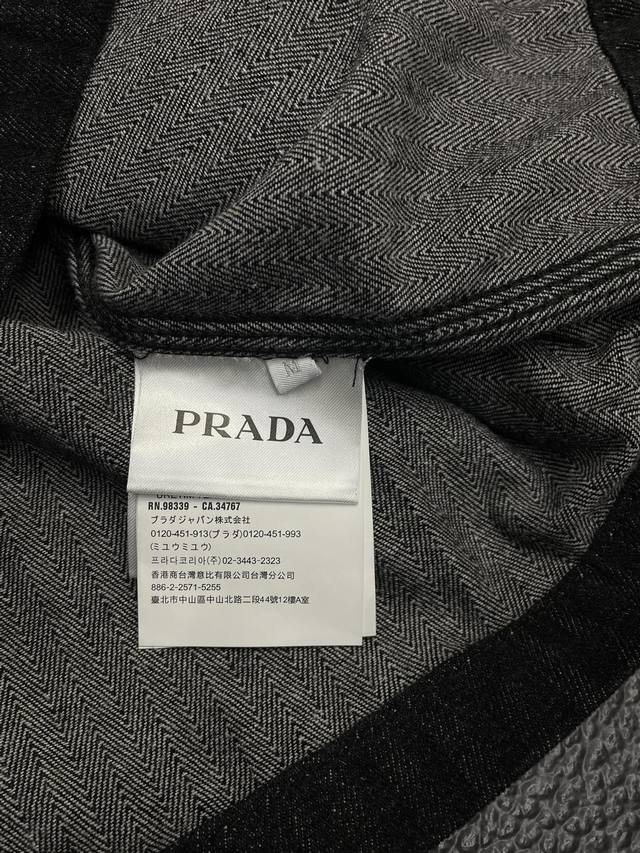 M
PRADA
RN.98339 - CA.34767
プラダジャパン株式会社
0120-451-913(プラダ)0120-451-993
(ミユウミユウ)
프라다코리아(주)02-3443-2323
香港商台灣意比有限公司台灣分公司
886-2-2571-5255
臺北市中山區中山北路二段44號12樓A室